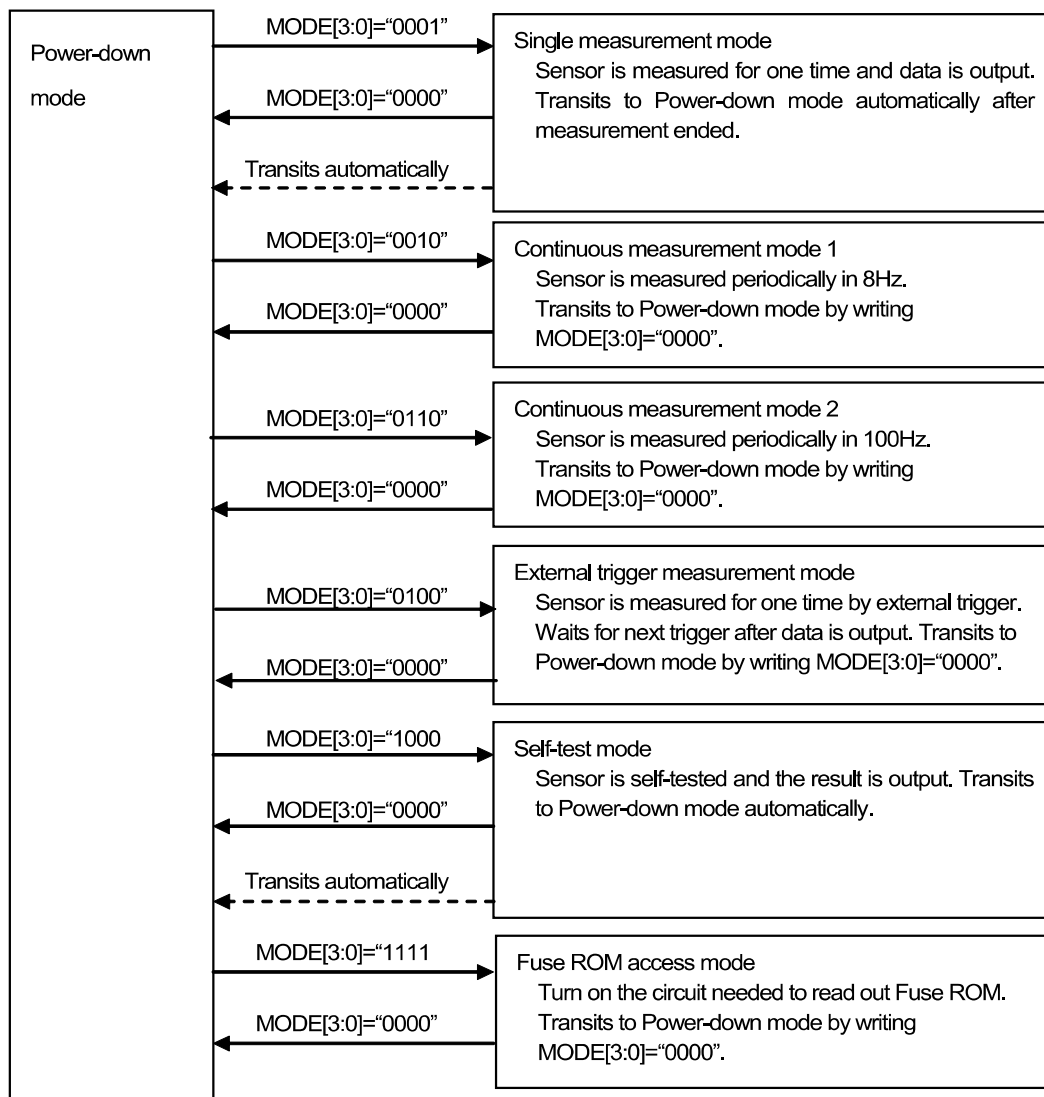 Power-down
mode
MODE[3:0]=“0001”
MODE[3:0]=“0000”
Transits automatically
Single measurement mode
Sensor is measured for one time and data is output.
Transits to Power-down mode automatically after
measurement ended.
MODE[3:0]=“0010”
MODE[3:0]=“0000”
Continuous measurement mode 1
Sensor is measured periodically in 8Hz.
Transits to Power-down mode by writing
MODE[3:0]=“0000”.
MODE[3:0]=“0110”
MODE[3:0]=“0000”
Continuous measurement mode 2
Sensor is measured periodically in 100Hz.
Transits to Power-down mode by writing
MODE[3:0]=“0000”.
MODE[3:0]=“0100”
MODE[3:0]=“0000”
External trigger measurement mode
Sensor is measured for one time by external trigger.
Waits for next trigger after data is output. Transits to
Power-down mode by writing MODE[3:0]=“0000”.
MODE[3:0]=“1000
MODE[3:0]=“0000”
Transits automatically
Self-test mode
Sensor is self-tested and the result is output. Transits
to Power-down mode automatically.
MODE[3:0]=“1111
MODE[3:0]=“0000”
Fuse ROM access mode
Turn on the circuit needed to read out Fuse ROM.
Transits to Power-down mode by writing
MODE[3:0]=“0000”.